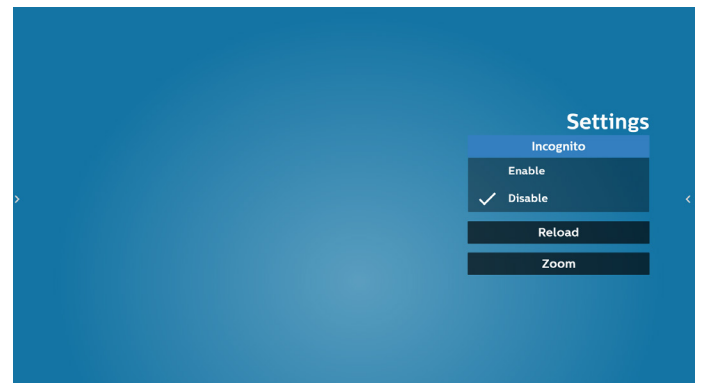 Settings
Incognito
Enable
Disable
Reload
Zoom